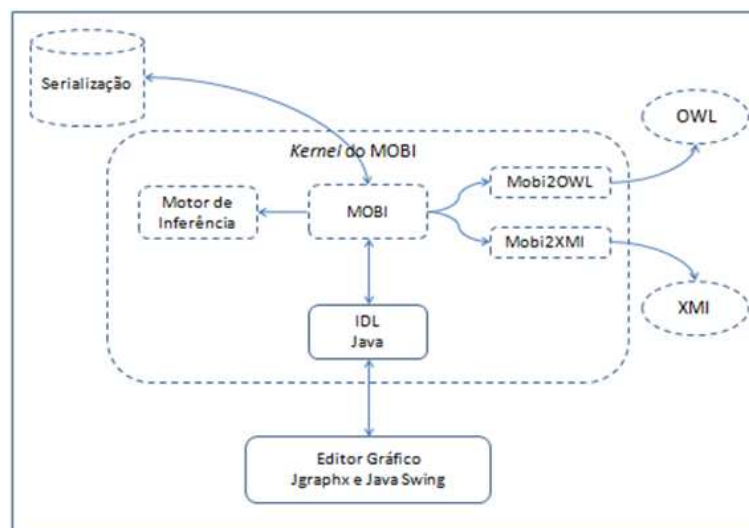 Serialização
OWL
Kernel do MOBI
Mobi2OWL
Motor de
Inferência
MOBI
Mobi2XMI
XMI
IDL
Java
Editor Gráfico
Jgraphx e Java Swing